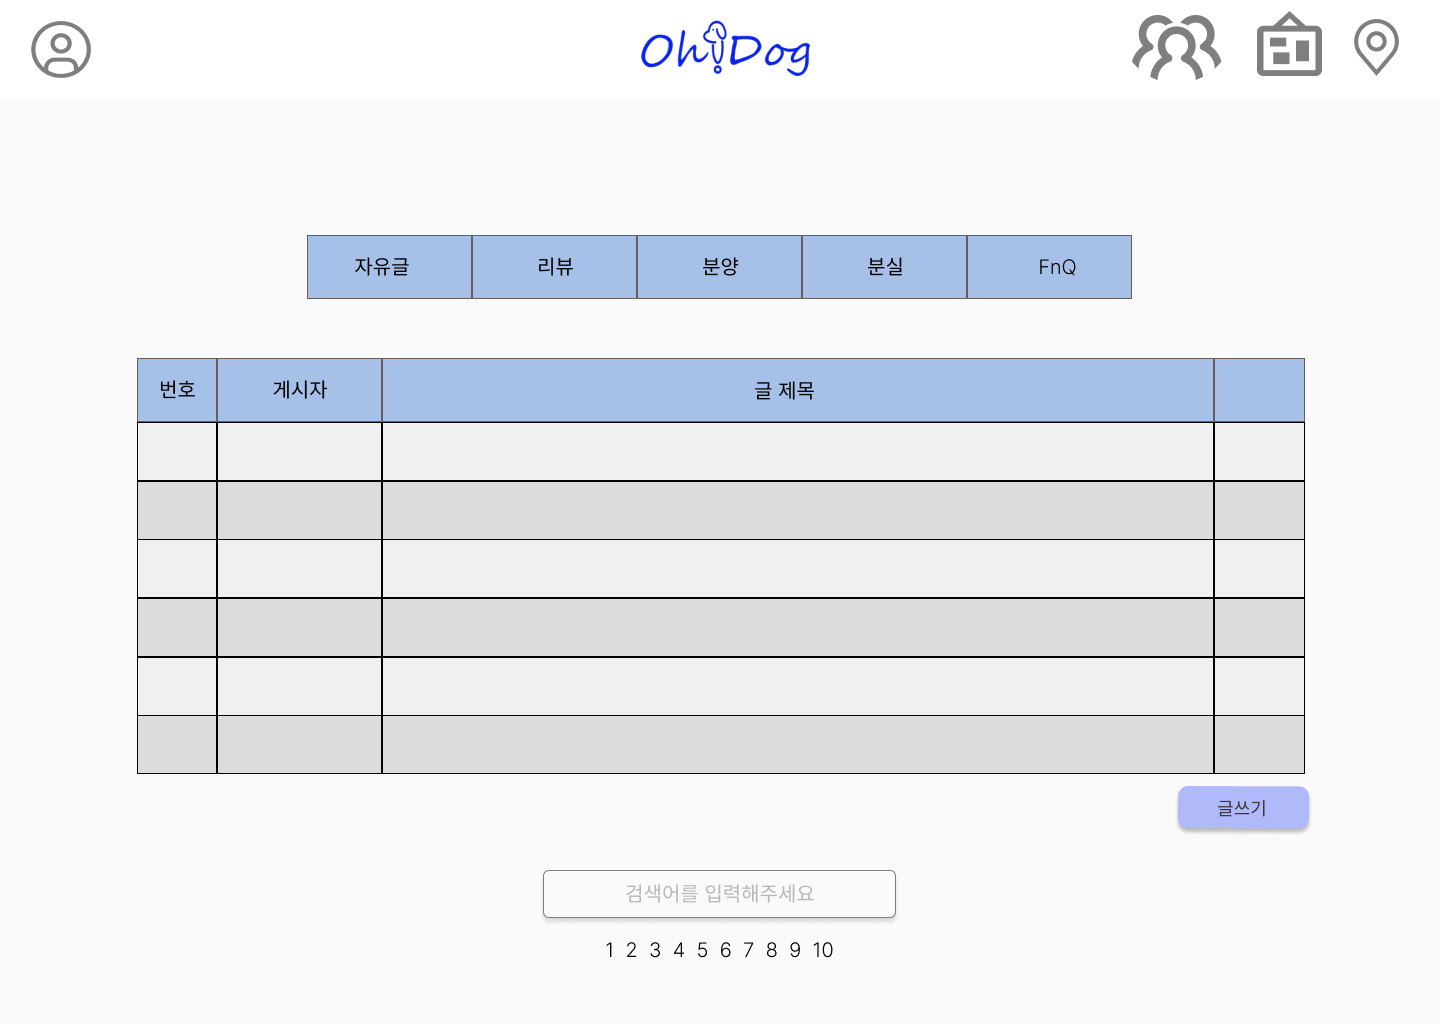 Oh!Dog
자유글 리뷰 분양 분실 FnQ
번호 게시자 글 제목
글쓰기
검색어를 입력해주세요
1 2 3 4 5 6 7 8 9 10